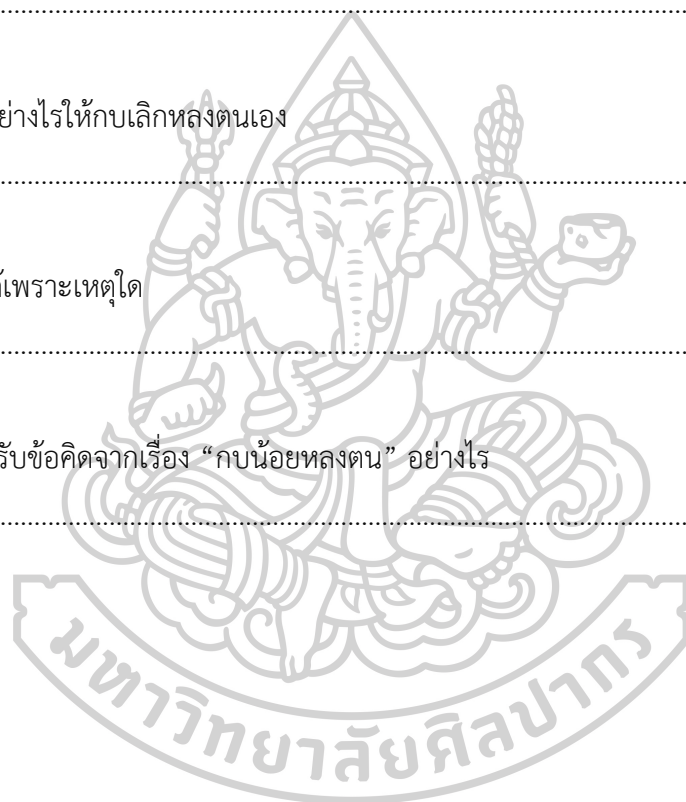 ย่างไรให้กบเลิกหลงตนเอง
เพราะเหตุใด
รับข้อคิดจากเรื่อง “กบน้อยหลงตน” อย่างไร
มหาวิทยาลัยศิลปากร